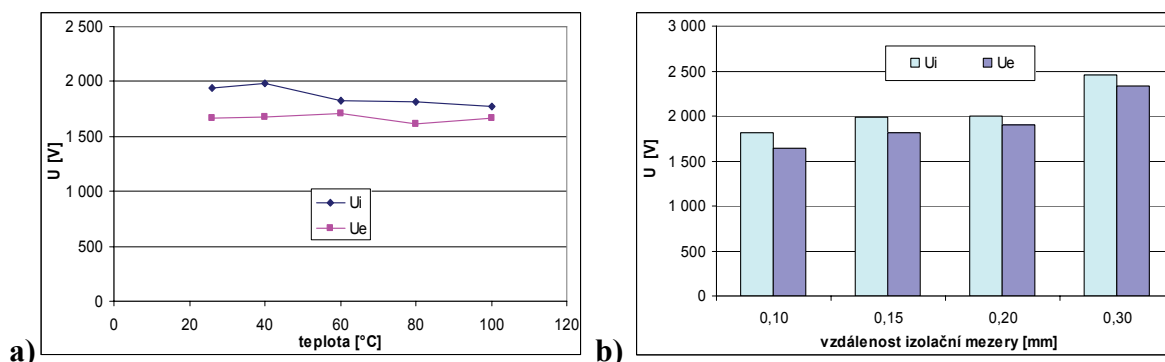 a)
U [V]
2 500
2 000
1 500
1 000
500
0
Ui
Ue
0 20 40 60 80 100 120
teplota [°C]
b)
U [V]
3 000
2 500
2 000
1 500
1 000
500
0
Ui Ue
0,10 0,15 0,20 0,30
vzdálenost izolační mezery [mm]